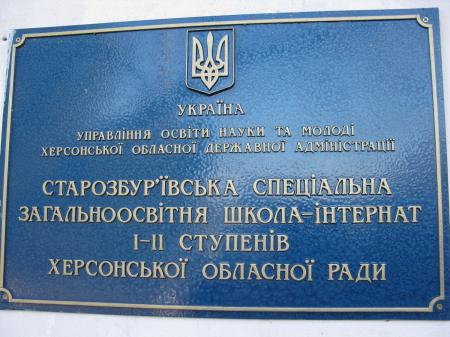 УКРАЇНА
УПРАВЛІННЯ ОСВІТИ НАУКИ ТА МОЛОДІ
ХЕРСОНСЬКОЇ ОБЛАСНОЇ ДЕРЖАВНОЇ АДМІНІСТРАЦІЇ
СТАРОЗБУР'ЇВСЬКА СПЕЦІАЛЬНА
ЗАГАЛЬНООСВІТНЯ ШКОЛА-ІНТЕРНАТ
І-ІІ СТУПЕНІВ
ХЕРСОНСЬКОЇ ОБЛАСНОЇ РАДИ